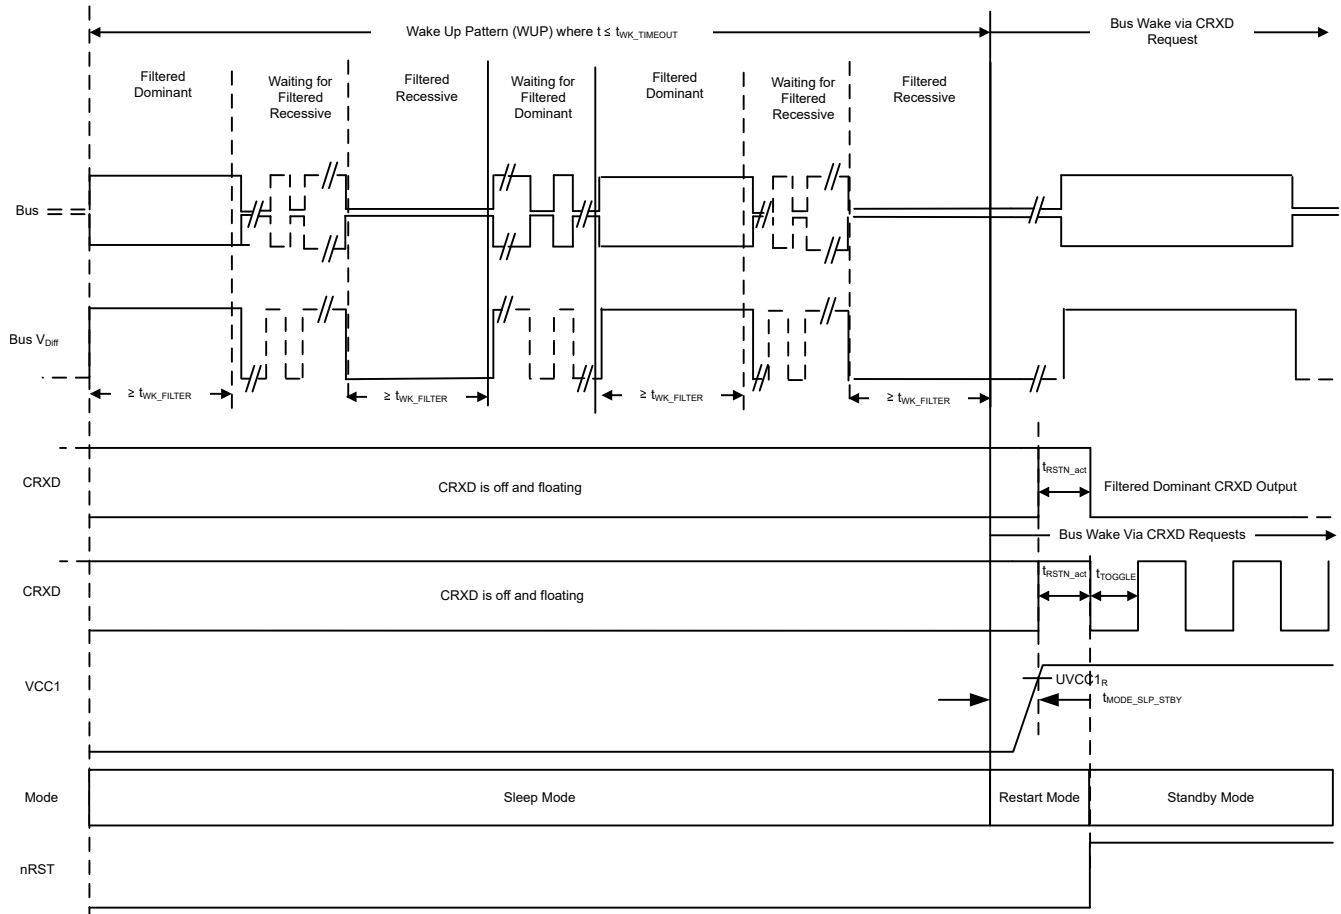 Wake Up Pattern (WUP) where t ≤ tWK_TIMEOUT
Bus Wake via CRXD
Request
Filtered
Dominant
Waiting for
Filtered
Recessive
Filtered
Recessive
Waiting for
Filtered
Dominant
Filtered
Dominant
Waiting for
Filtered
Recessive
Filtered
Recessive
Bus
Bus VDiff
≥ tWK_FILTER
≥ tWK_FILTER
≥ tWK_FILTER
≥ tWK_FILTER
CRXD
CRXD is off and floating
tRSTN_act
Filtered Dominant CRXD Output
Bus Wake Via CRXD Requests
CRXD
CRXD is off and floating
tRSTN_act
tTOGGLE
VCC1
UVCC1R
tMODE_SLP_STBY
Mode
Sleep Mode
Restart Mode
Standby Mode
nRST